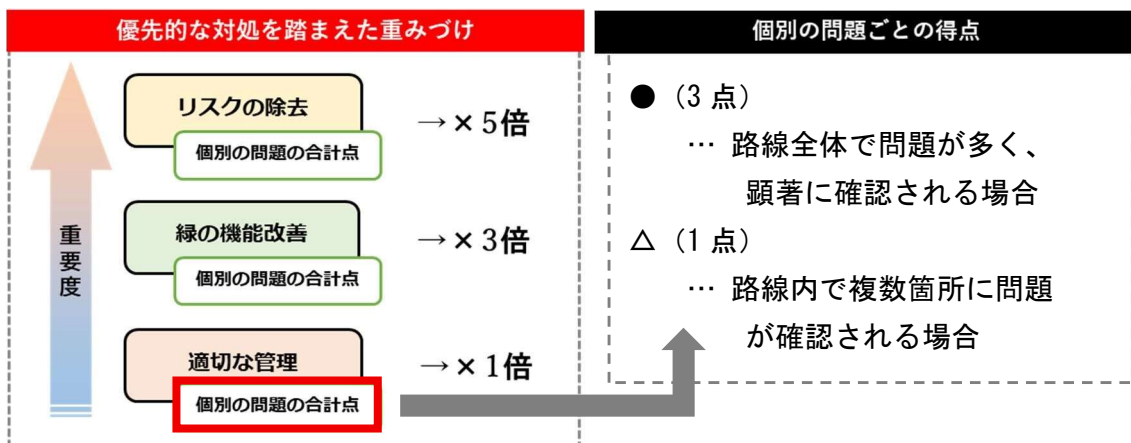 優先的な対処を踏まえた重みづけ
重要度
リスクの除去
個別の問題の合計点
→× 5倍
緑の機能改善
個別の問題の合計点
→× 3倍
適切な管理
個別の問題の合計点
→× 1倍
個別の問題ごとの得点
●（3 点）
… 路線全体で問題が多く、
顕著に確認される場合
△（1 点）
… 路線内で複数箇所に問題
が確認される場合